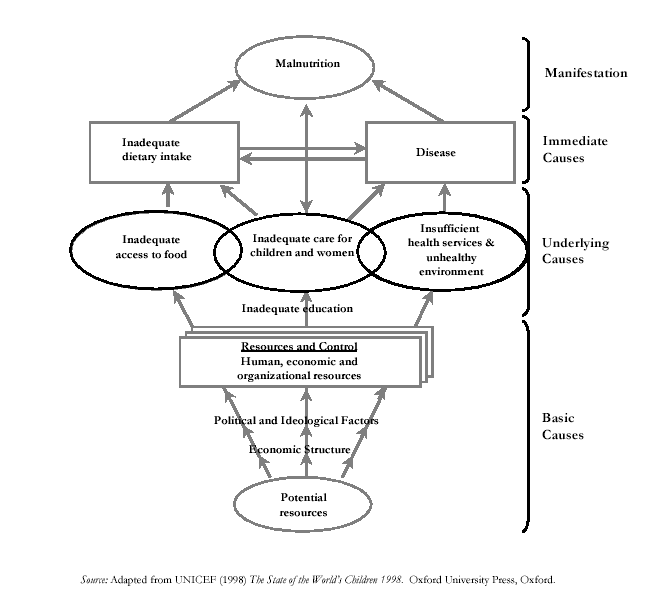 Malnutrition
Manifestation
Inadequate
dietary intake
Disease
Immediate
Causes
Inadequate
access to food
Inadequate care for
children and women
Insufficient
health services &
unhealthy
environment
Underlying
Causes
Inadequate education
Resources and Control
Human, economic and
organizational resources
Political and Ideological Factors
Economic Structure
Basic
Causes
Potential
resources
Source: Adapted from UNICEF (1998) The State of the World's Children 1998. Oxford University Press, Oxford.